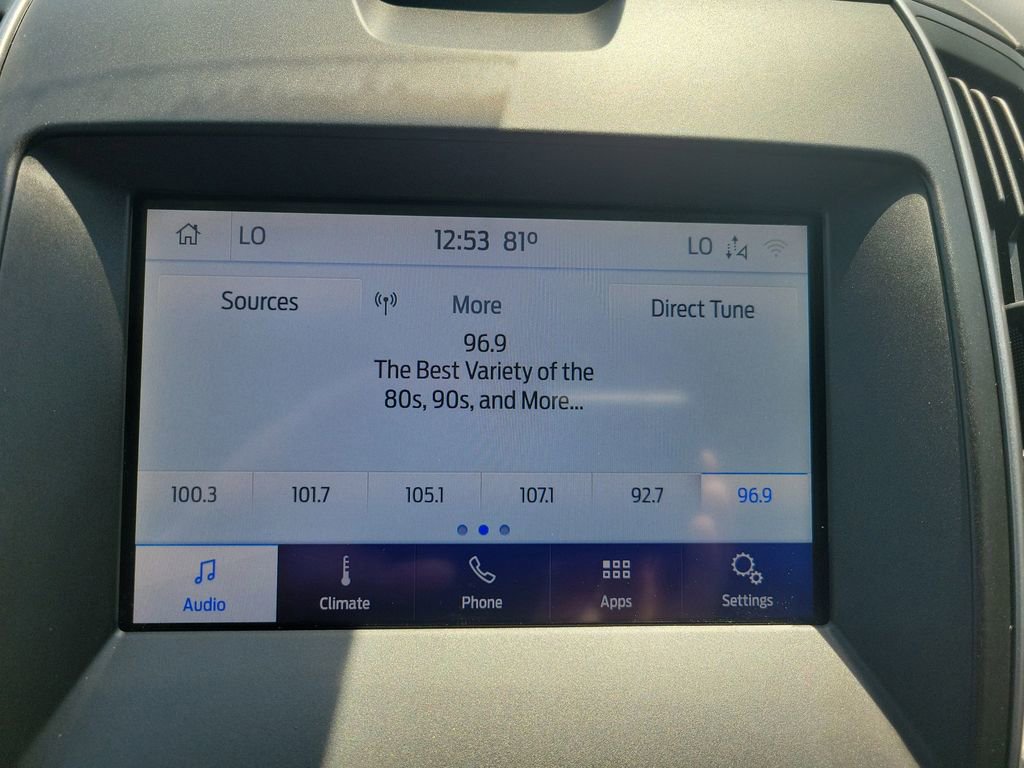 LO 12:53 81° LO
Sources More Direct Tune
96.9
The Best Variety of the
80s, 90s, and More...
100.3 101.7 105.1 107.1 92.7 96.9
Audio Climate Phone Apps Settings